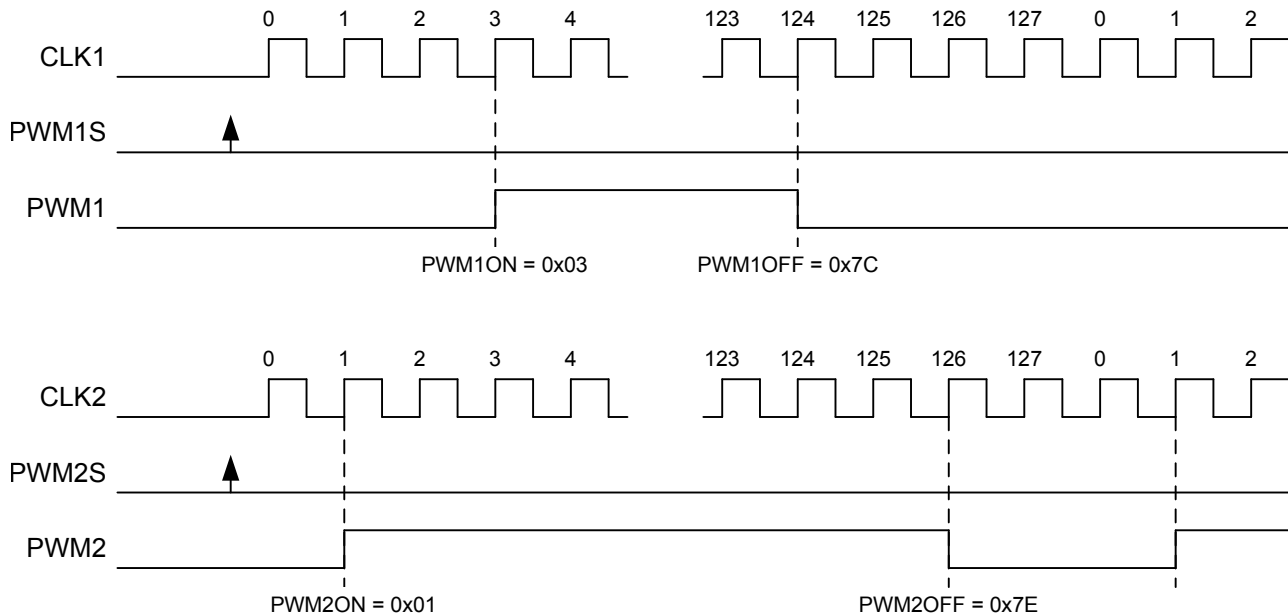 0 1 2 3 4 123 124 125 126 127 0 1 2
CLK1
PWM1S
PWM1
PWM1ON = 0x03 PWM1OFF = 0x7C
0 1 2 3 4 123 124 125 126 127 0 1 2
CLK2
PWM2S
PWM2
PWM2ON = 0x01 PWM2OFF = 0x7E